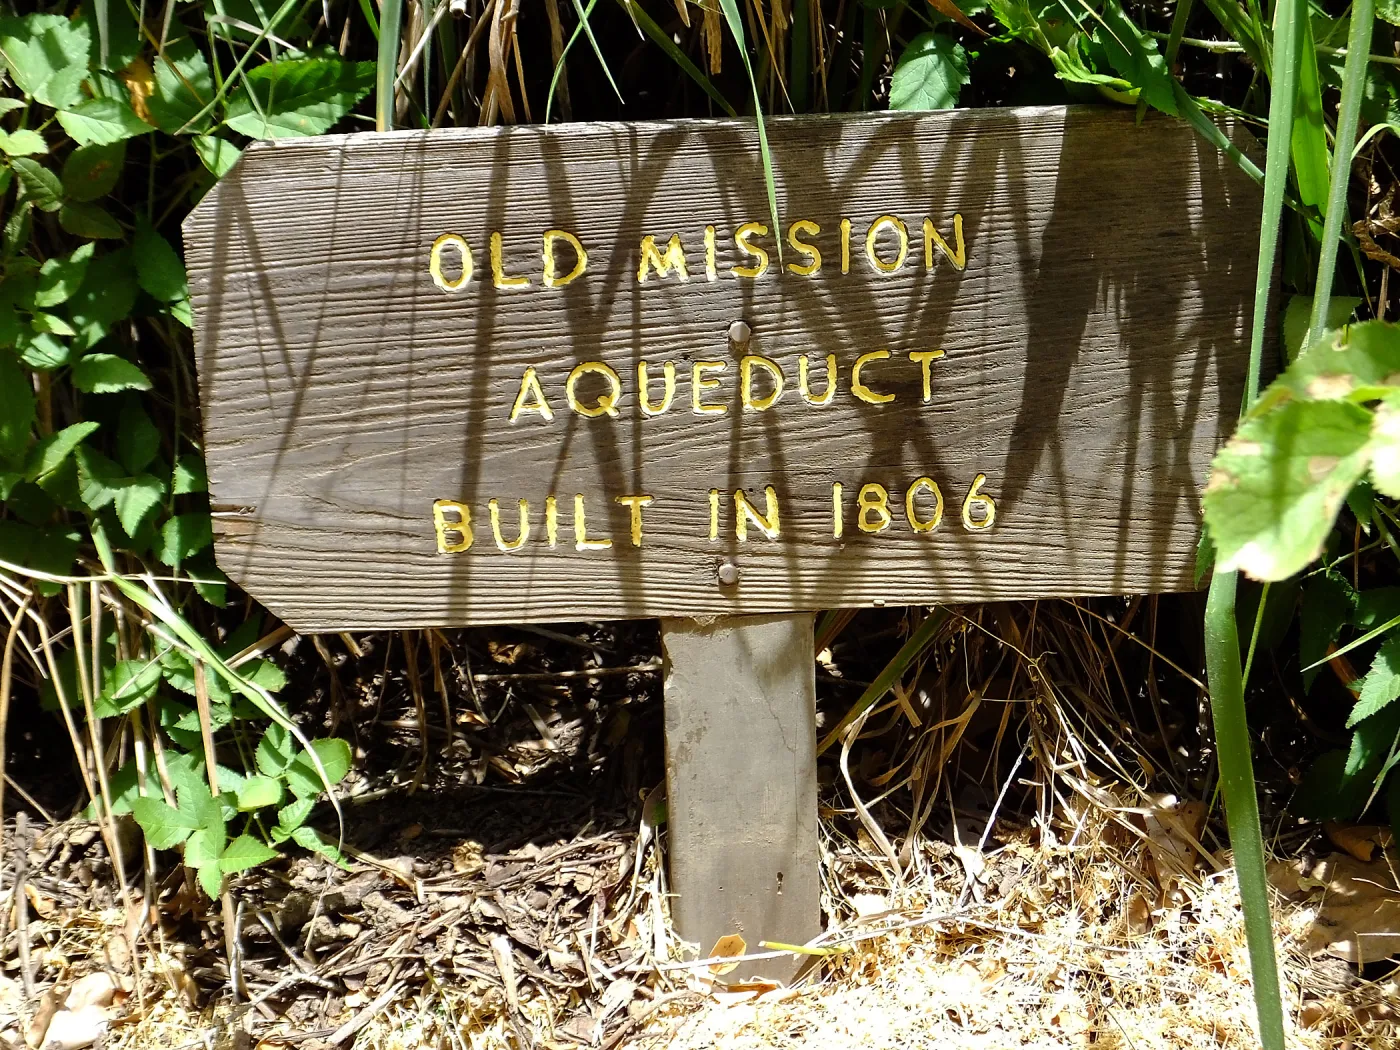 OLD MISSION
AQUEDUCT
BUILT IN 1806